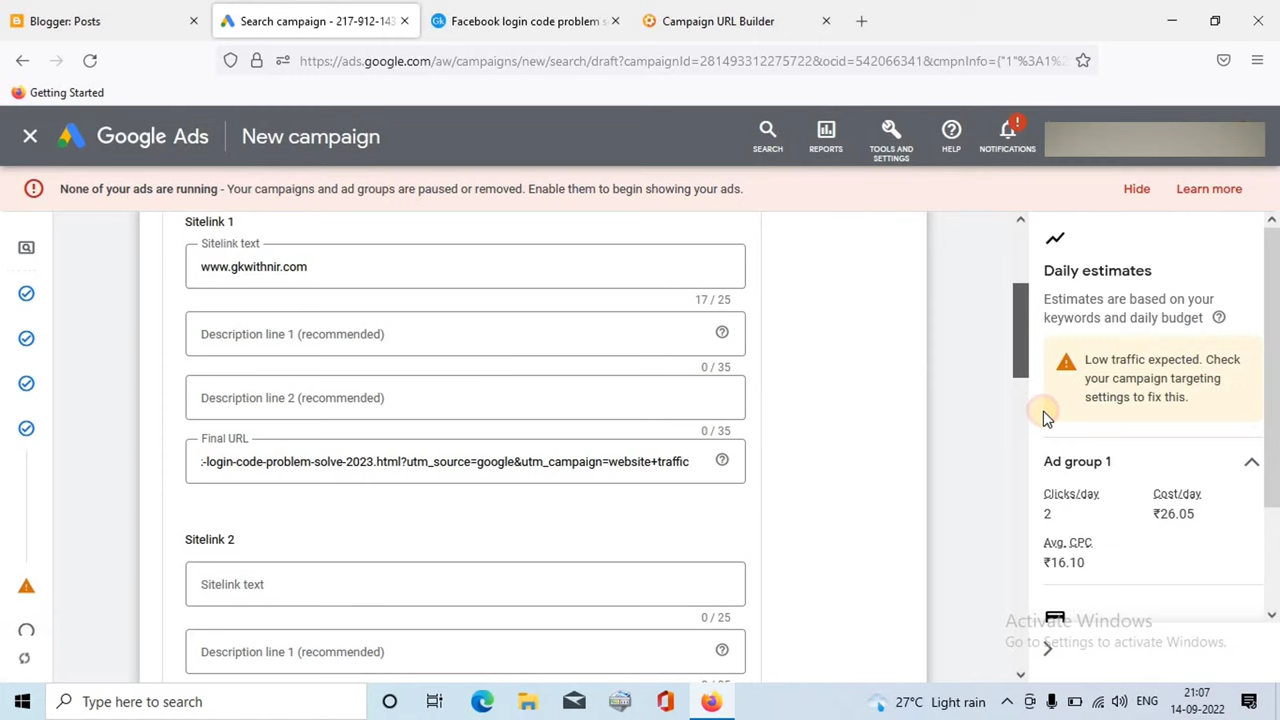 Blogger: Posts
Search campaign - 217-912-143
Facebook login code problem s
Campaign URL Builder
https://ads.google.com/aw/campaigns/new/search/draft?campaignId=281493312275722&ocid=542066341&cmpnInfo={"1"%3A1%2
Getting Started
Google Ads
New campaign
SEARCH
REPORTS
TOOLS AND
SETTINGS
HELP
NOTIFICATIONS
None of your ads are running - Your campaigns and ad groups are paused or removed. Enable them to begin showing your ads.
Hide
Learn more
Sitelink 1
Sitelink text
www.gkwithnir.com
17 / 25
Description line 1 (recommended)
0 / 35
Description line 2 (recommended)
0 / 35
Final URL
:-login-code-problem-solve-2023.html?utm_source=google&utm_campaign=website+traffic
Sitelink 2
Sitelink text
0 / 25
Description line 1 (recommended)
Daily estimates
Estimates are based on your
keywords and daily budget
Low traffic expected. Check
your campaign targeting
settings to fix this.
Ad group 1
Clicks/day
Cost/day
2
₹26.05
Avg. CPC
₹16.10
Activate Windows
Go to Settings to activate Windows.
Type here to search
27°C Light rain
ENG
21:07
14-09-2022